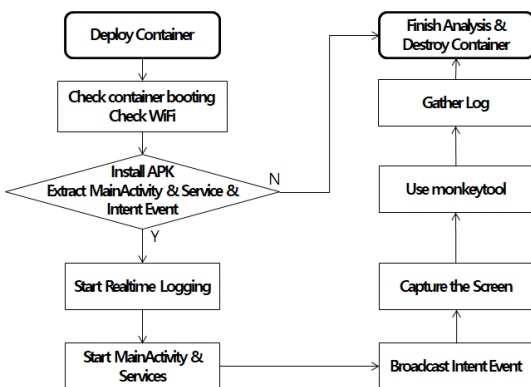 Deploy Container
Check container booting
Check WiFi
Install APK
Extract MainActivity & Service &
Intent Event
N
Y
Start Realtime Logging
Start MainActivity &
Services
Broadcast Intent Event
Capture the Screen
Use monkeytool
Gather Log
Finish Analysis &
Destroy Container